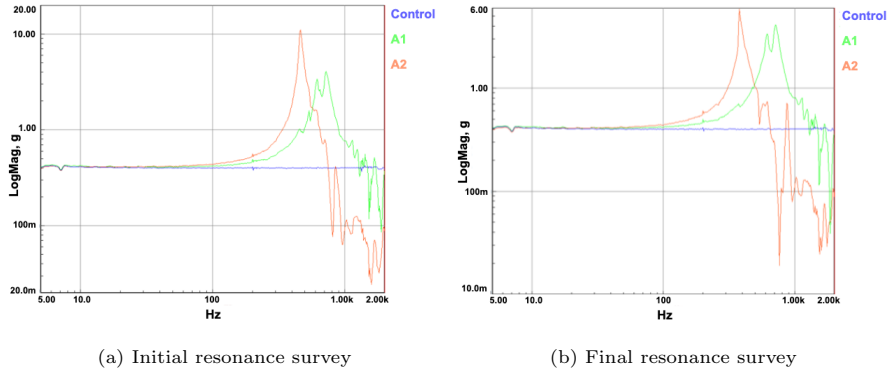 20.00
10.00
1.00
100m
20.0m
LogMag, g
5.00 10.0 100 1.00k 2.00k
Hz
Control
A1
A2
6.00
1.00
100m
10.0m
LogMag, g
5.00 10.0 100 1.00k 2.00k
Hz
Control
A1
A2
(a) Initial resonance survey
(b) Final resonance survey